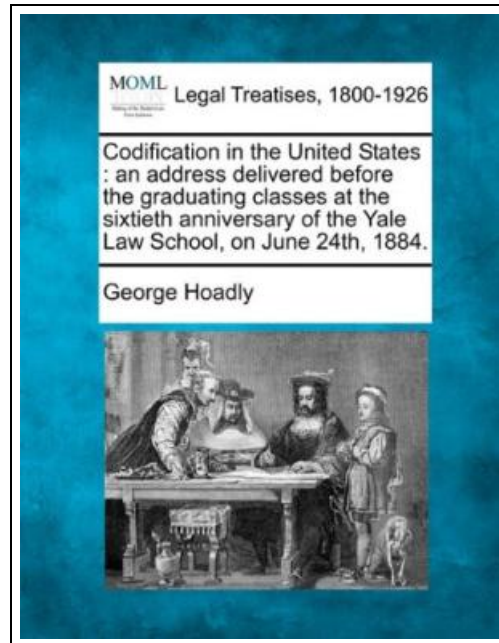 MOML
Legal Treatises, 1800-1926
Codification in the United States
: an address delivered before
the graduating classes at the
sixtieth anniversary of the Yale
Law School, on June 24th, 1884.
George Hoadly